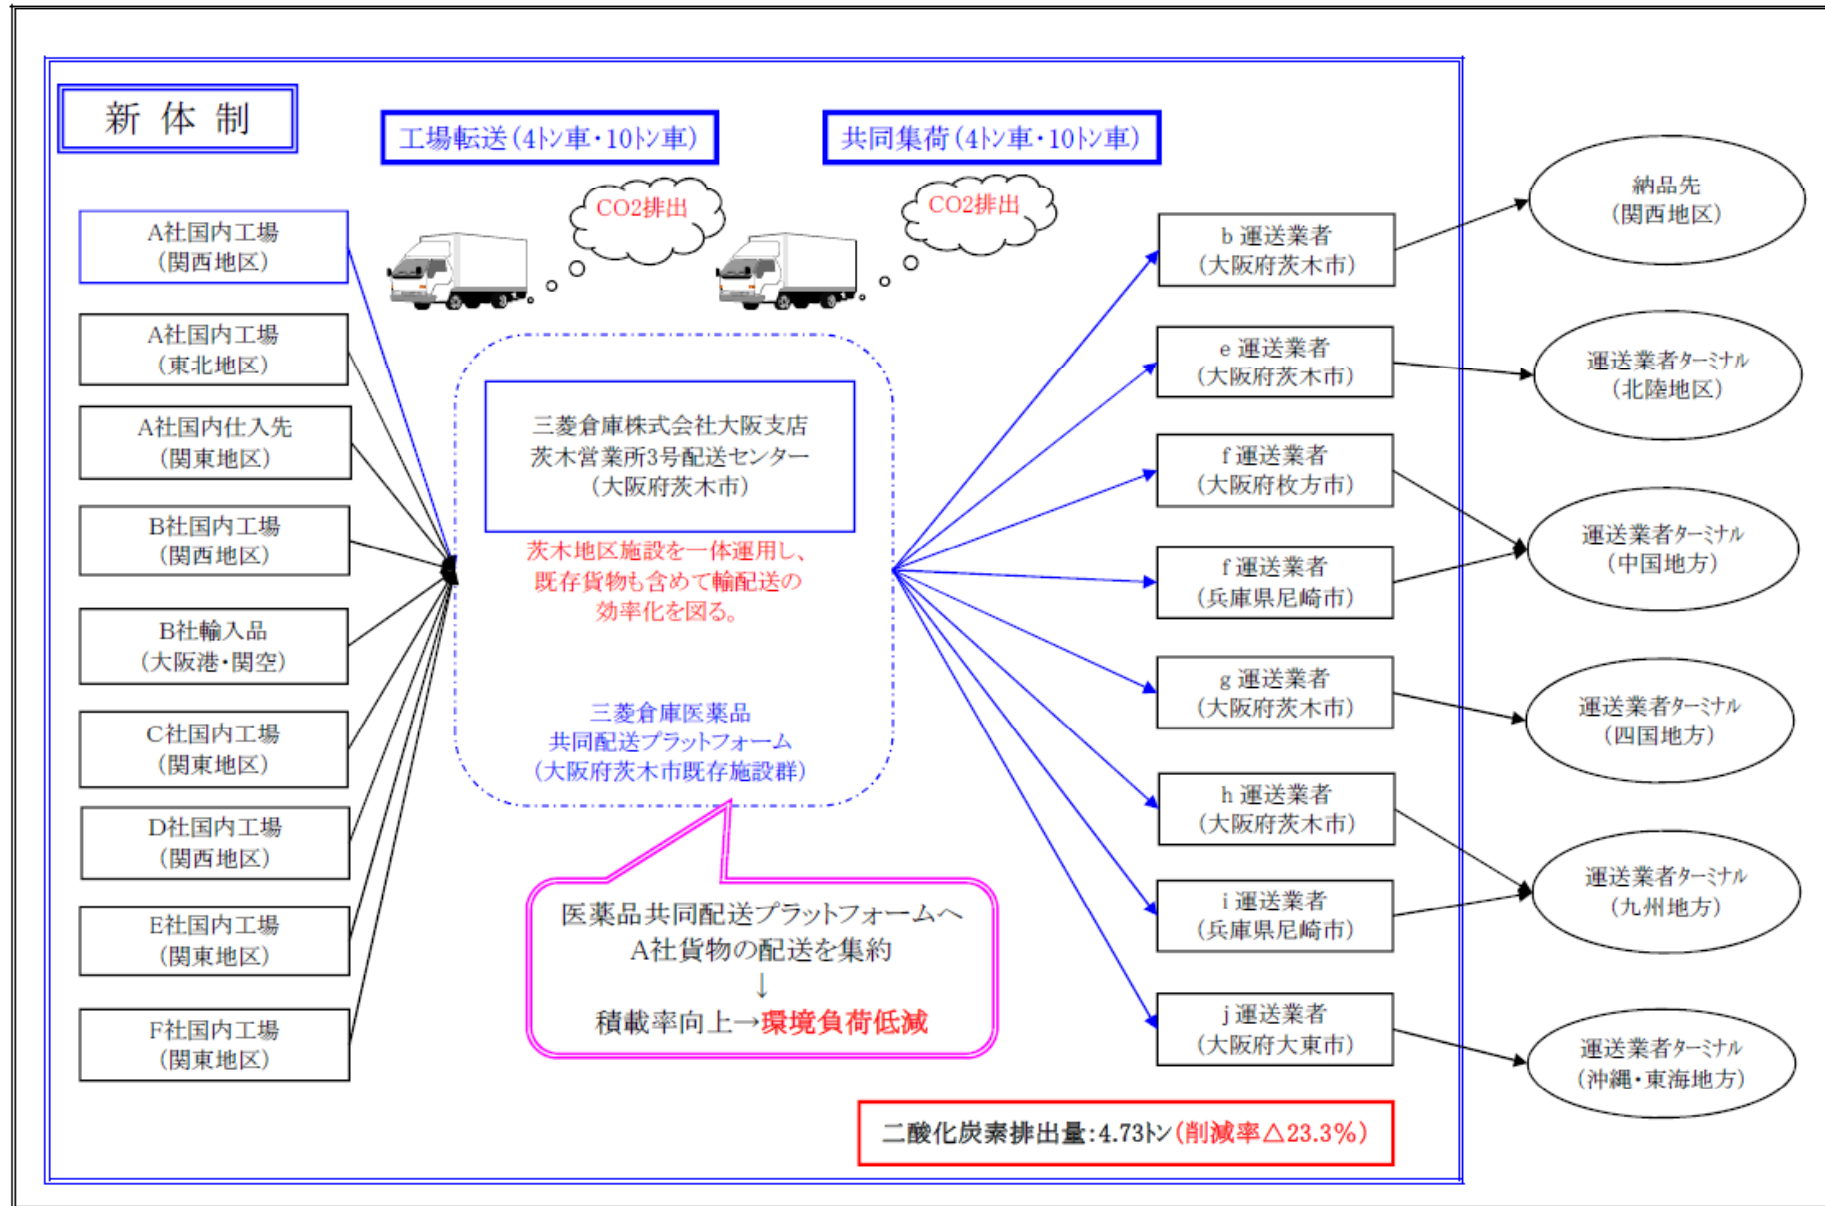 新 体 制
工場転送(4トン車・10トン車)
共同集荷(4トン車・10トン車)
CO2排出
CO2排出
A社国内工場
(関西地区)
A社国内工場
(東北地区)
A社国内仕入先
(関東地区)
B社国内工場
(関西地区)
B社輸入品
(大阪港・関空)
C社国内工場
(関東地区)
D社国内工場
(関西地区)
E社国内工場
(関東地区)
F社国内工場
(関東地区)
三菱倉庫株式会社大阪支店
茨木営業所3号配送センター
(大阪府茨木市)
茨木地区施設を一体運用し、
既存貨物も含めて輸配送の
効率化を図る。
三菱倉庫医薬品
共同配送プラットフォーム
(大阪府茨木市既存施設群)
医薬品共同配送プラットフォームへ
A社貨物の配送を集約
↓
積載率向上→環境負荷低減
b 運送業者
(大阪府茨木市)
e 運送業者
(大阪府茨木市)
f 運送業者
(大阪府枚方市)
f 運送業者
(兵庫県尼崎市)
g 運送業者
(大阪府茨木市)
h 運送業者
(大阪府茨木市)
i 運送業者
(兵庫県尼崎市)
j 運送業者
(大阪府大東市)
納品先
(関西地区)
運送業者ターミナル
(北陸地区)
運送業者ターミナル
(中国地方)
運送業者ターミナル
(四国地方)
運送業者ターミナル
(九州地方)
運送業者ターミナル
(沖縄・東海地方)
二酸化炭素排出量:4.73トン(削減率△23.3%)